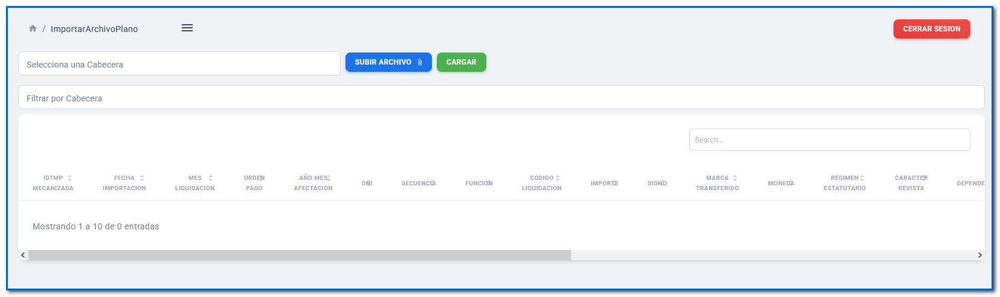 / ImportarArchivoPlano
CERRAR SESION
Selecciona una Cabecera
SUBIR ARCHIVO
CARGAR
Filtrar por Cabecera
Search...
IDTMP MECANIZADA
FECHA IMPORTACION
MES LIQUIDACION
ORDEN PAGO
AÑO MES AFECTACION
DNI
SECUENCIA
FUNCION
CODIGO LIQUIDACION
IMPORTE
SIGNO
MARCA TRANSFERIDO
MONEDA
REGIMEN ESTATUTARIO
CARACTER REVISTA
DEPENDE
Mostrando 1 a 10 de 0 entradas